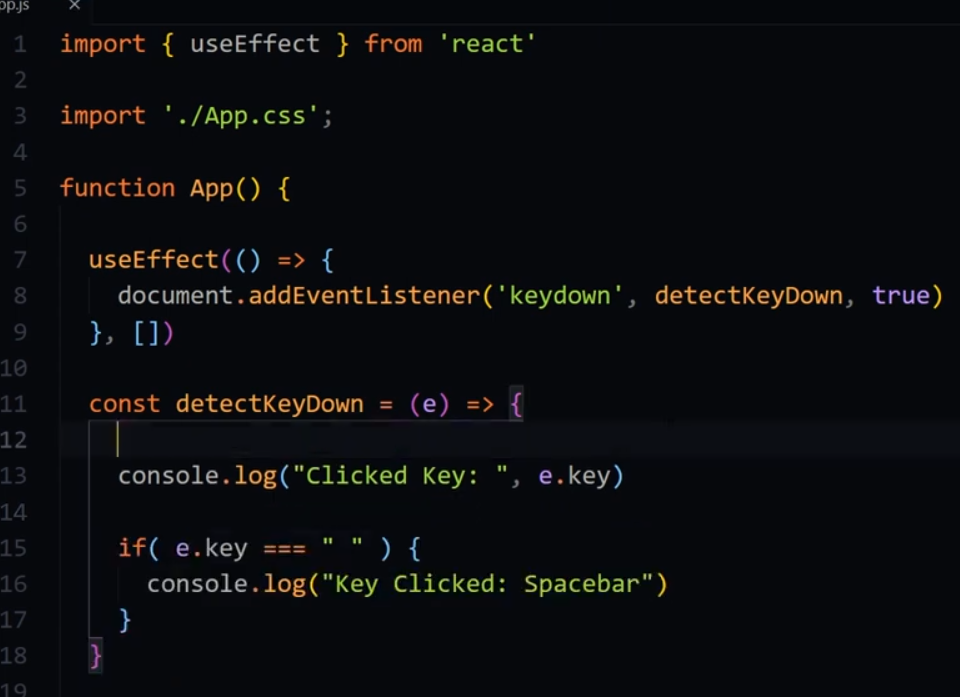 pp.js ×
1 import { useEffect } from 'react'
2
3 import './App.css';
4
5 function App() {
6
7   useEffect(() => {
8     document.addEventListener('keydown', detectKeyDown, true)
9   }, [])
10
11   const detectKeyDown = (e) => {
12
13     console.log("Clicked Key: ", e.key)
14
15     if( e.key === " " ) {
16       console.log("Key Clicked: Spacebar")
17     }
18   }
19